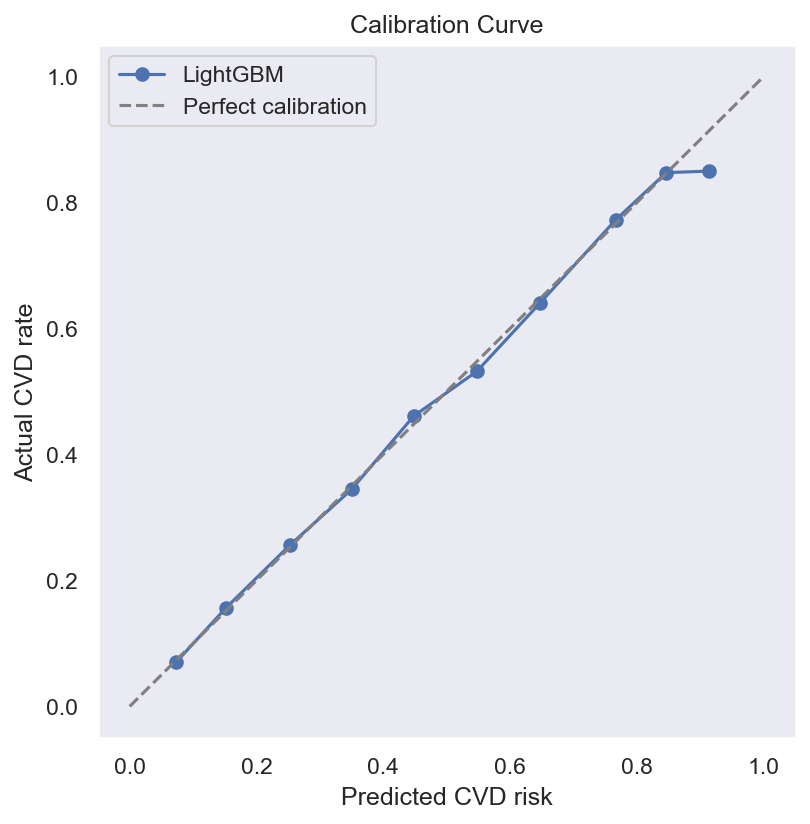 Calibration Curve
LightGBM
Perfect calibration
1.0
0.8
0.6
0.4
0.2
0.0
Actual CVD rate
0.0 0.2 0.4 0.6 0.8 1.0
Predicted CVD risk